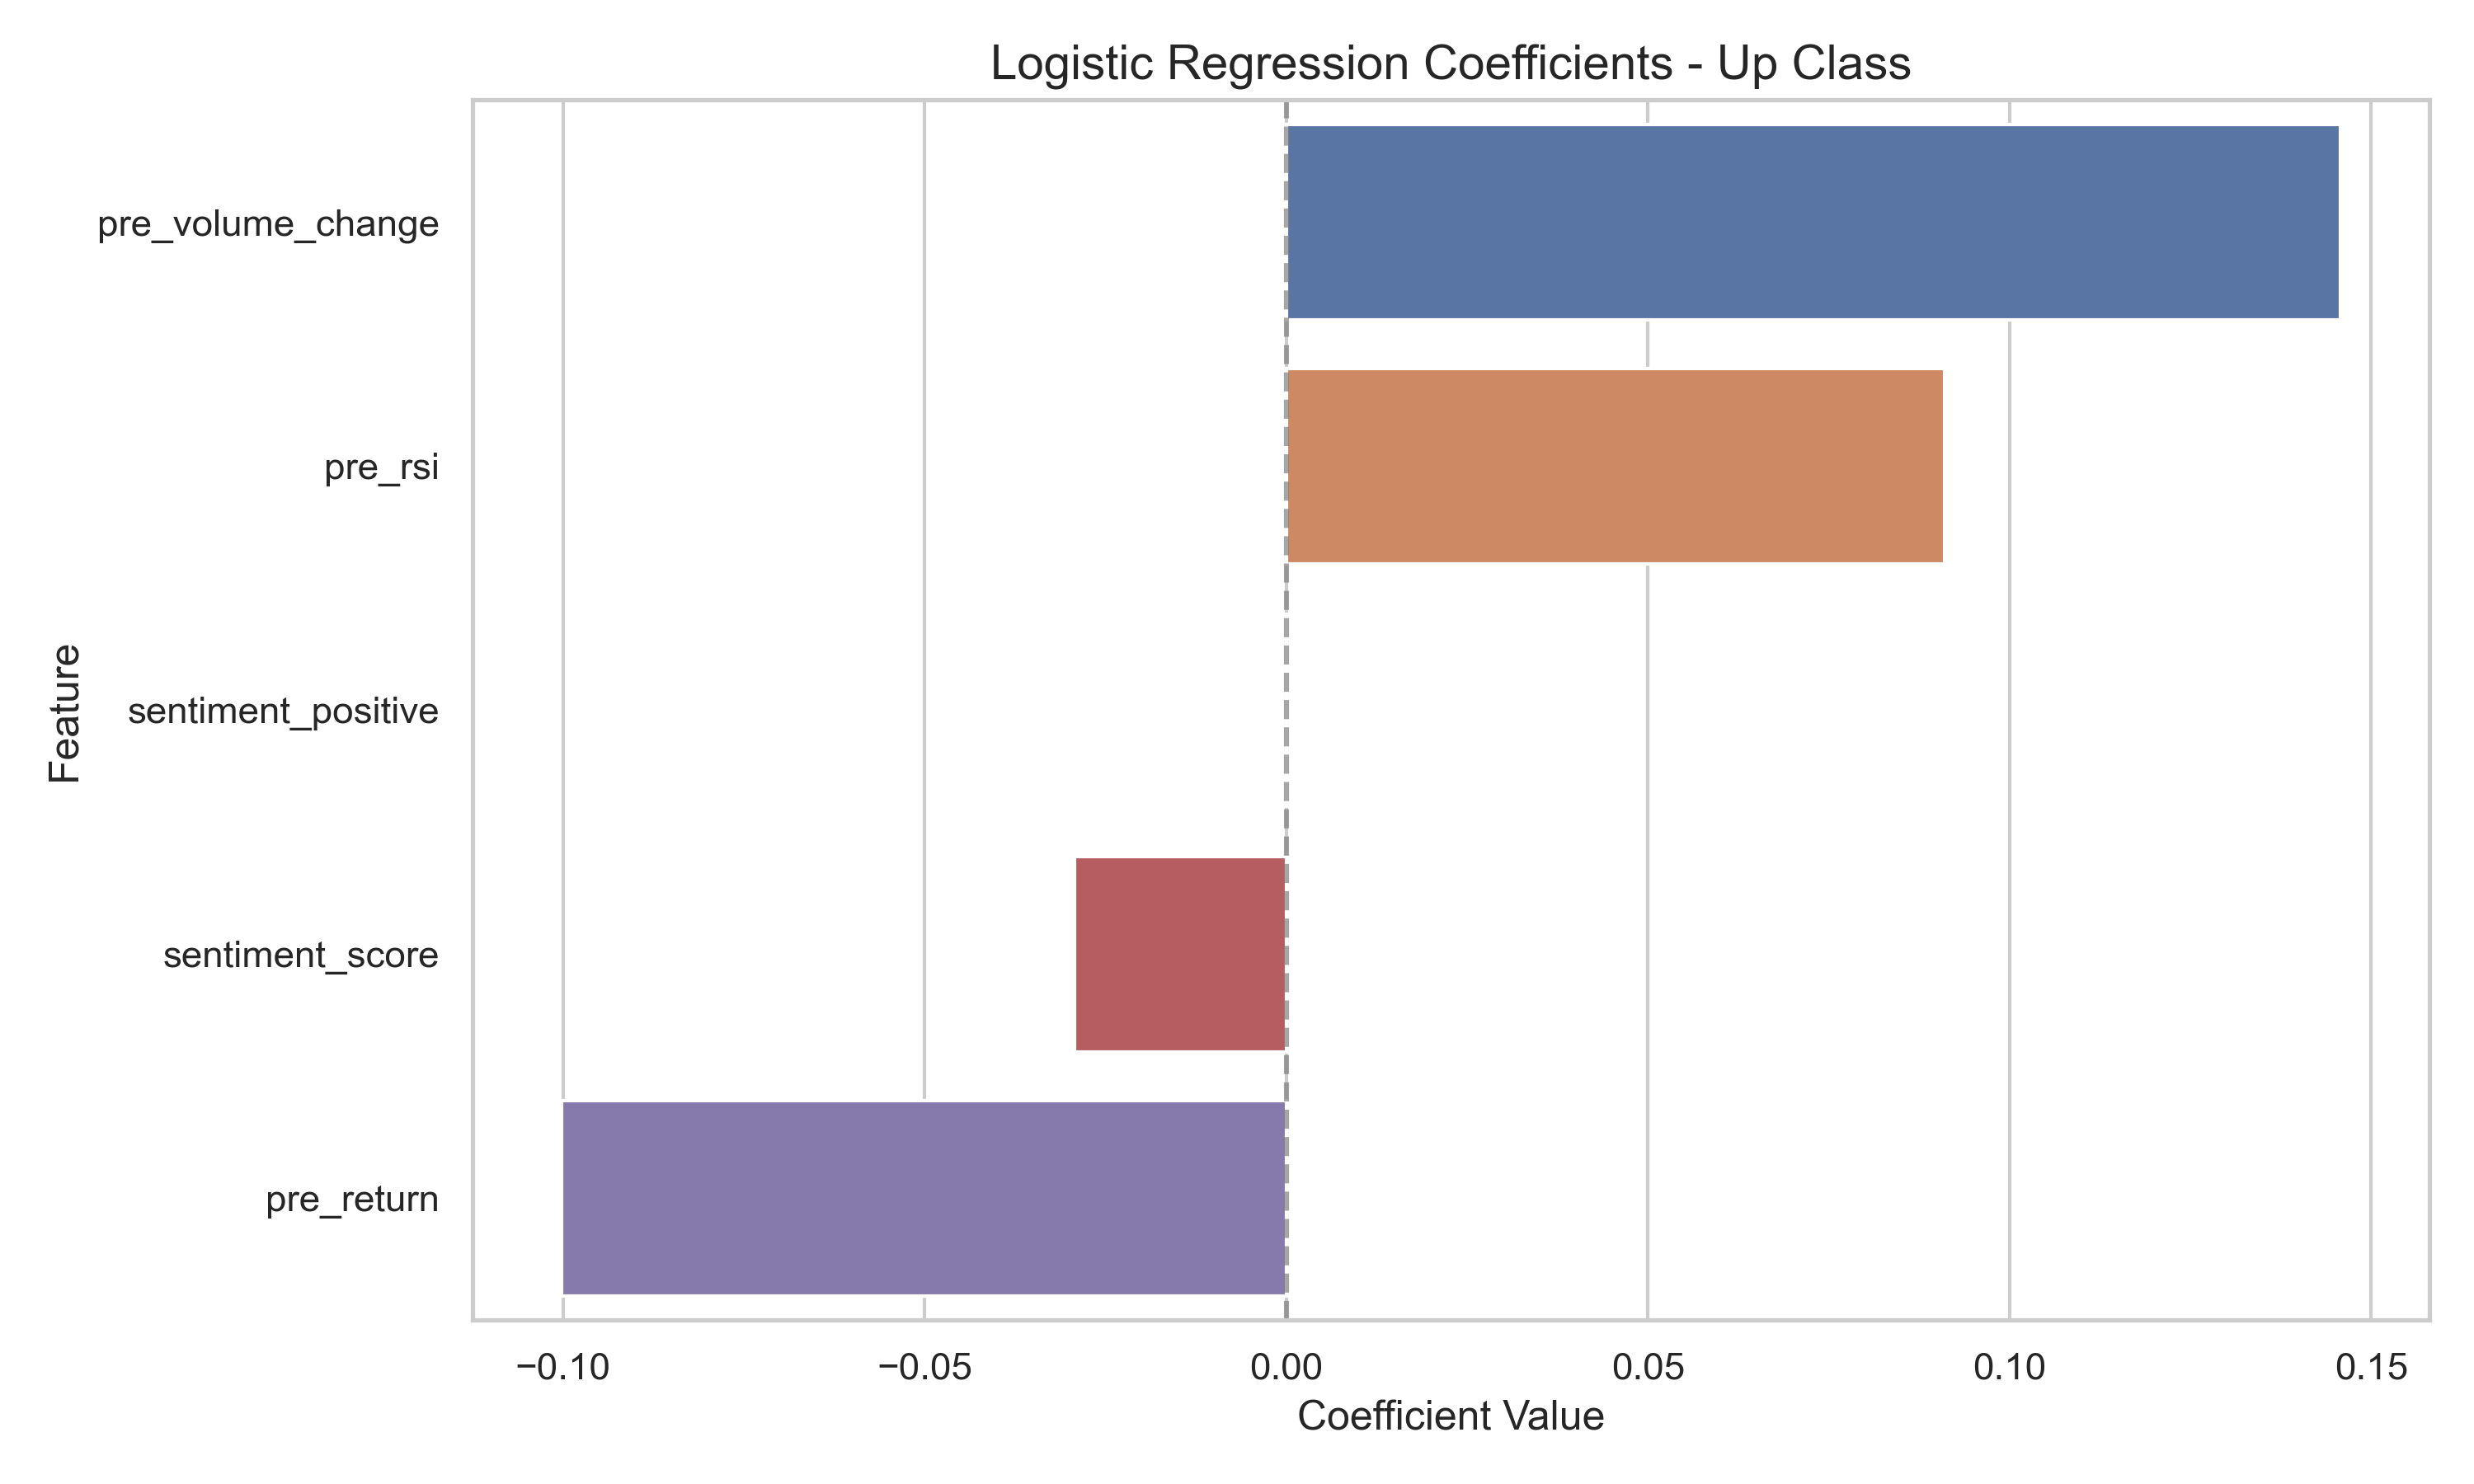 Logistic Regression Coefficients - Up Class
Feature
pre_volume_change
pre_rsi
sentiment_positive
sentiment_score
pre_return
−0.10
−0.05
0.00
0.05
0.10
0.15
Coefficient Value